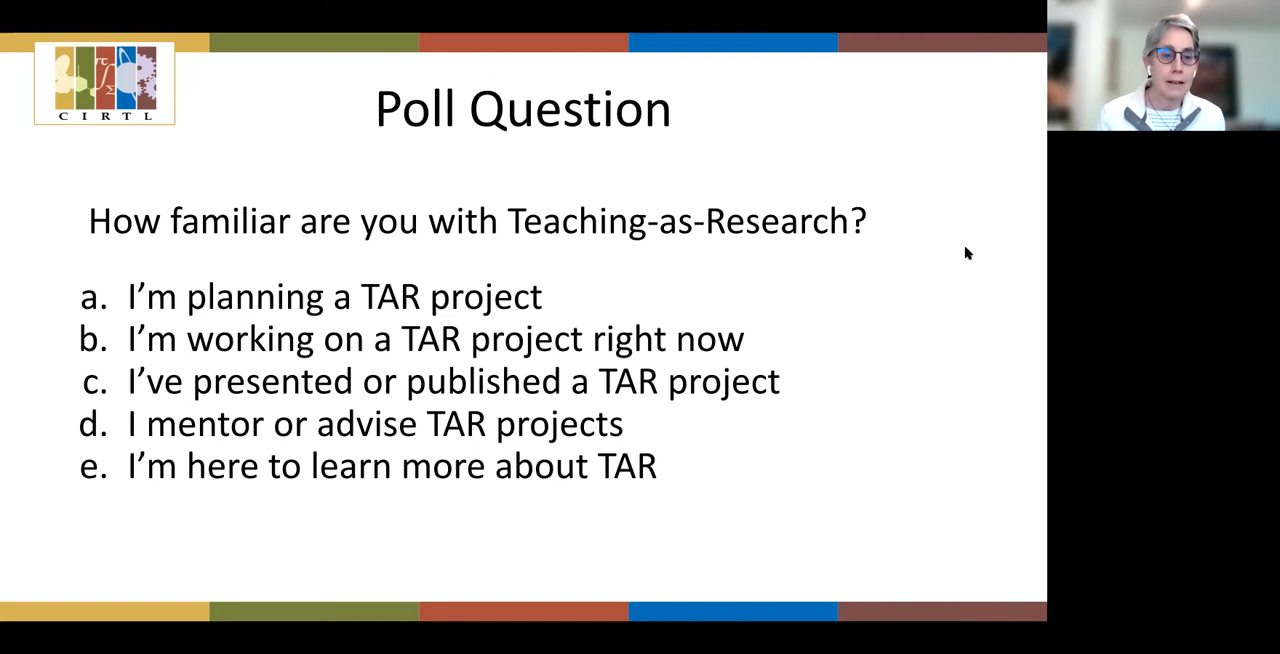 CIRTL
Poll Question
How familiar are you with Teaching-as-Research?
a. I’m planning a TAR project
b. I’m working on a TAR project right now
c. I’ve presented or published a TAR project
d. I mentor or advise TAR projects
e. I’m here to learn more about TAR